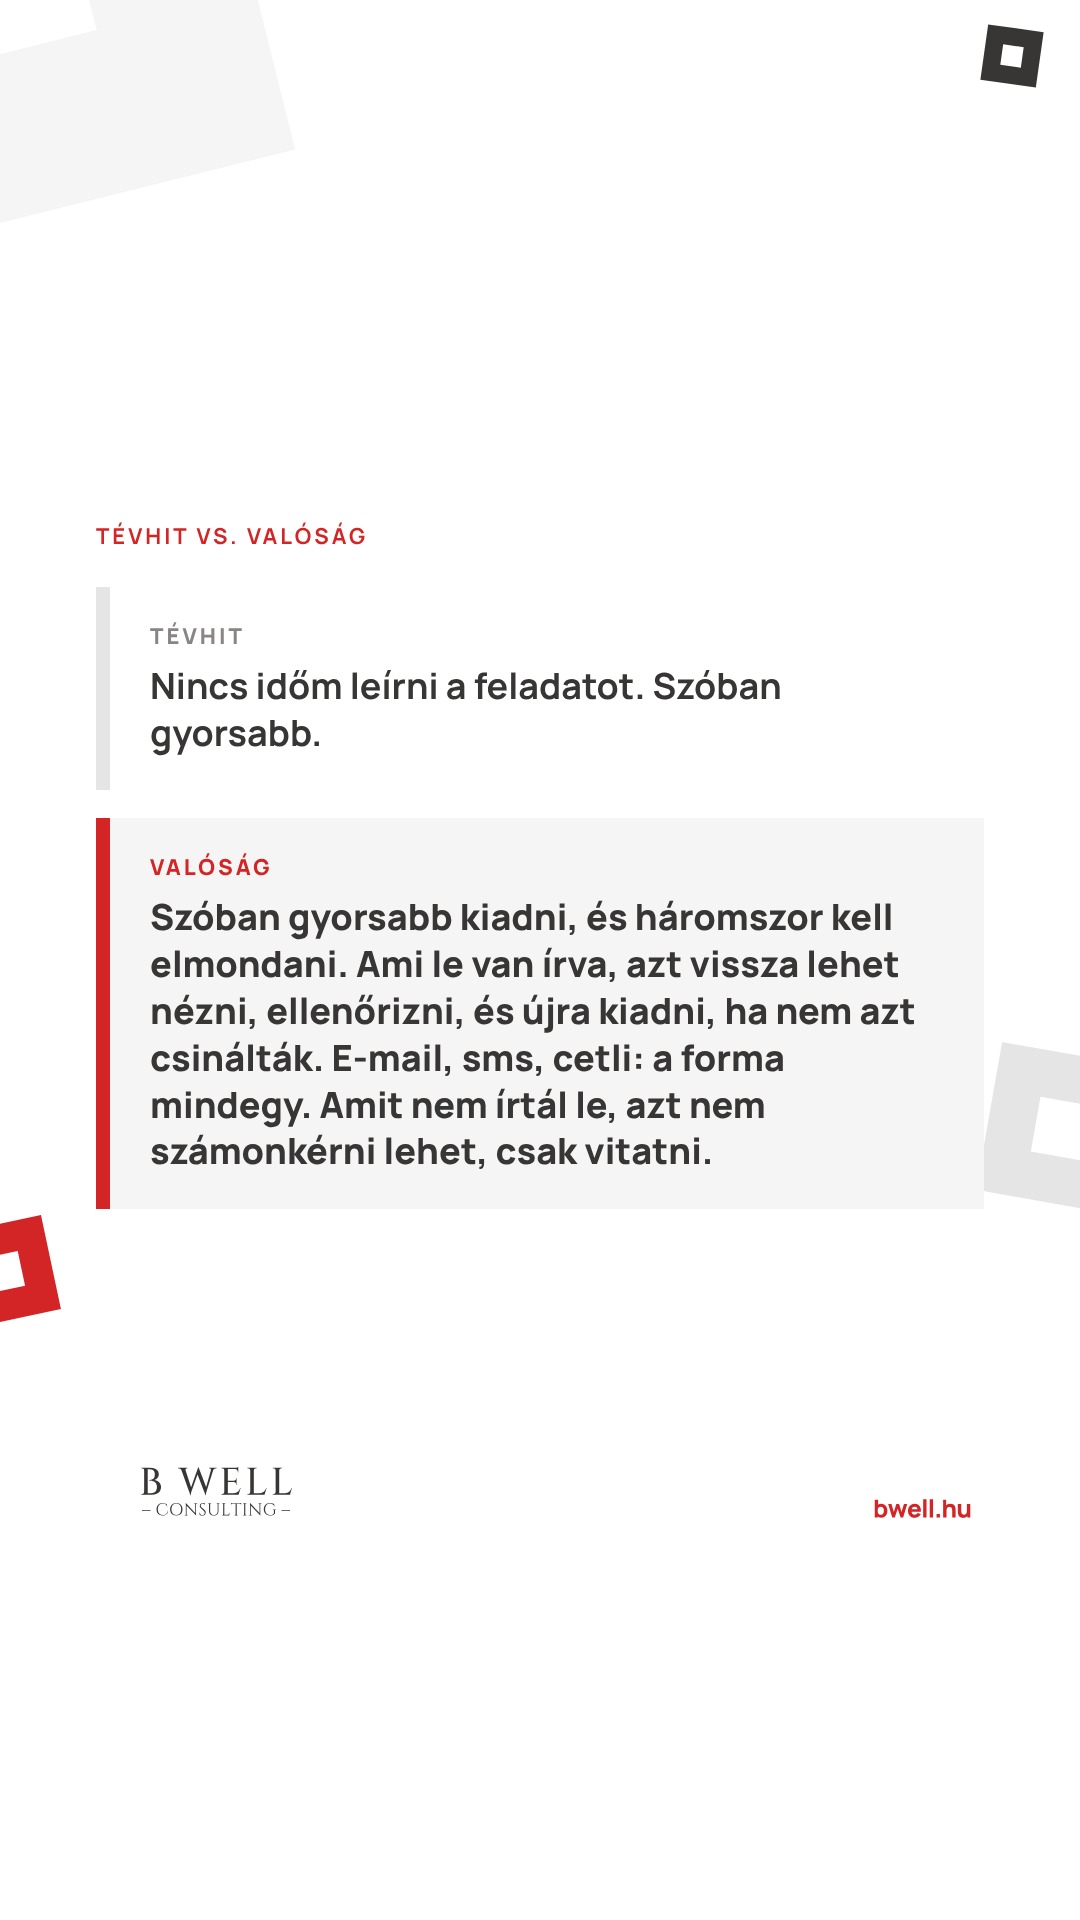 TÉVHIT VS. VALÓSÁG
TÉVHIT
Nincs időm leírni a feladatot. Szóban
gyorsabb.
VALÓSÁG
Szóban gyorsabb kiadni, és háromszor kell
elmondani. Ami le van írva, azt vissza lehet
nézni, ellenőrizni, és újra kiadni, ha nem azt
csinálták. E-mail, sms, cetli: a forma
mindegy. Amit nem írtál le, azt nem
számonkérni lehet, csak vitatni.
B WELL
– CONSULTING –
bwell.hu